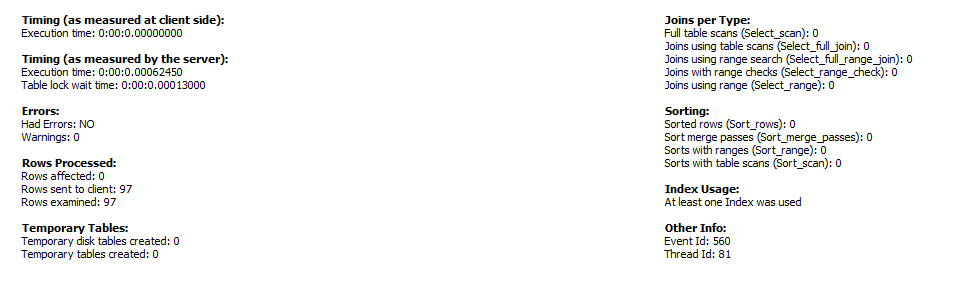 Timing (as measured at client side):
Execution time: 0:00:0.00000000
Timing (as measured by the server):
Execution time: 0:00:0.00062450
Table lock wait time: 0:00:0.00013000
Errors:
Had Errors: NO
Warnings: 0
Rows Processed:
Rows affected: 0
Rows sent to client: 97
Rows examined: 97
Temporary Tables:
Temporary disk tables created: 0
Temporary tables created: 0
Joins per Type:
Full table scans (Select_scan): 0
Joins using table scans (Select_full_join): 0
Joins using range search (Select_full_range_join): 0
Joins with range checks (Select_range_check): 0
Joins using range (Select_range): 0
Sorting:
Sorted rows (Sort_rows): 0
Sort merge passes (Sort_merge_passes): 0
Sorts with ranges (Sort_range): 0
Sorts with table scans (Sort_scan): 0
Index Usage:
At least one Index was used
Other Info:
Event Id: 560
Thread Id: 81